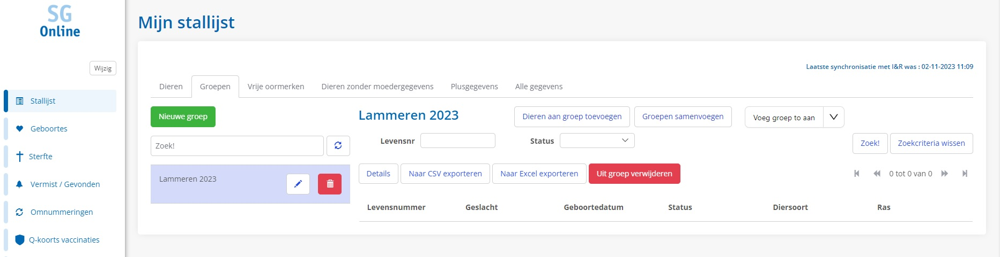 SG
Online
Wijzig
Stallijst
Geboortes
Sterfte
Vermist / Gevonden
Omnummeringen
Q-koorts vaccinaties
Mijn stallijst
Laatste synchronisatie met I&R was : 02-11-2023 11:09
Dieren Groepen Vrije oormerken Dieren zonder moedergegevens Plusgegevens Alle gegevens
Nieuwe groep
Zoek!
Lammeren 2023
Lammeren 2023 Dieren aan groep toevoegen Groepen samenvoegen Voeg groep to aan
Levensnr Status
Zoek! Zoekcriteria wissen
Details Naar CSV exporteren Naar Excel exporteren Uit groep verwijderen 0 tot 0 van 0
Levensnummer Geslacht Geboortedatum Status Diersoort Ras